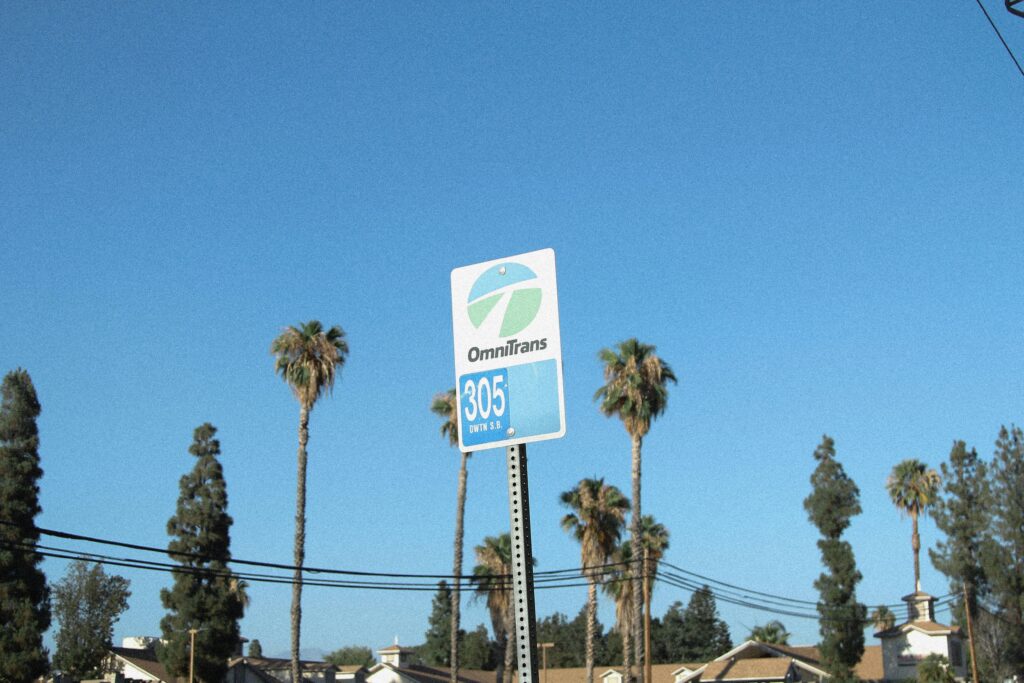 OmniTrans
305
DWTN S.B.